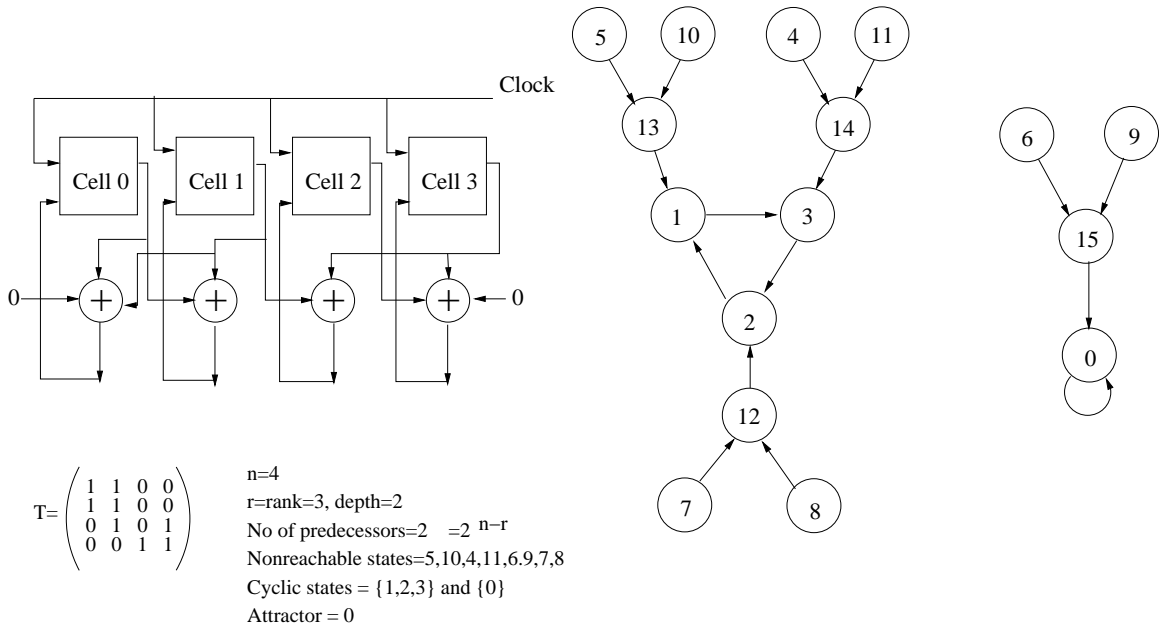 Clock
Cell 0 Cell 1 Cell 2 Cell 3
0 + + + + 0
T= 1 1 0 0
1 1 0 0
0 1 0 1
0 0 1 1
n=4
r=rank=3, depth=2
No of predecessors=2 =2 n−r
Nonreachable states=5,10,4,11,6.9,7,8
Cyclic states = {1,2,3} and {0}
Attractor = 0
5 10 4 11
13 14
1 3
2
12
7 8
6 9
15
0